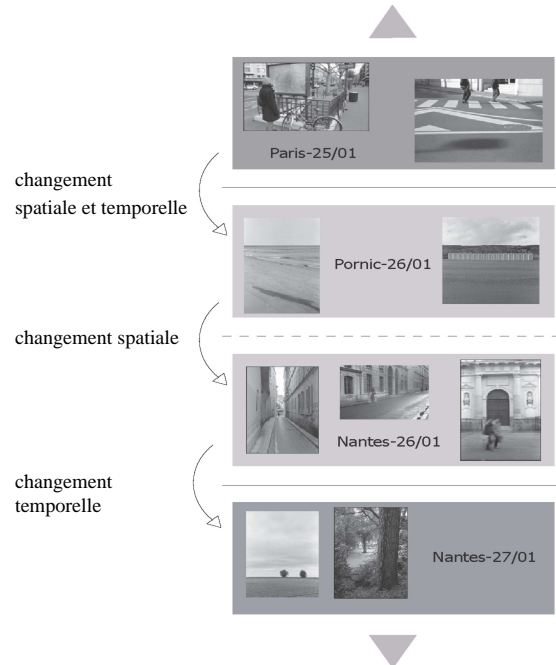 Paris-25/01
changement
spatiale et temporelle
Pornic-26/01
changement spatiale
Nantes-26/01
changement
temporelle
Nantes-27/01